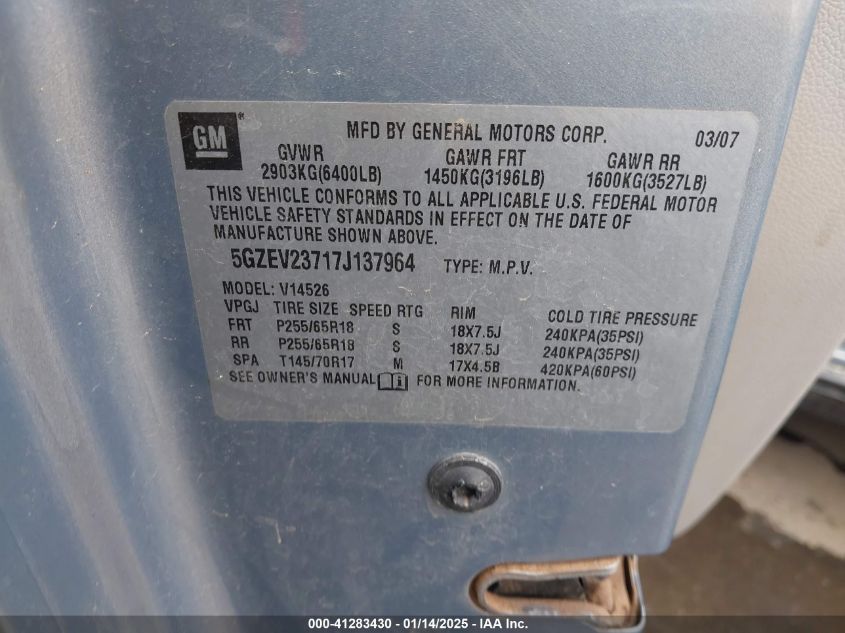 GM® MFD BY GENERAL MOTORS CORP. 03/07
GVWR GAWR FRT GAWR RR
2903KG(6400LB) 1450KG(3196LB) 1600KG(3527LB)
THIS VEHICLE CONFORMS TO ALL APPLICABLE U.S. FEDERAL MOTOR
VEHICLE SAFETY STANDARDS IN EFFECT ON THE DATE OF
MANUFACTURE SHOWN ABOVE.
5GZEV23717J137964 TYPE: M.P.V.
MODEL: V14526
VPGJ TIRE SIZE SPEED RTG RIM COLD TIRE PRESSURE
FRT P255/65R18 S 18X7.5J 240KPA(35PSI)
RR P255/65R18 S 18X7.5J 240KPA(35PSI)
SPA T145/70R17 M 17X4.5B 420KPA(60PSI)
SEE OWNER'S MANUAL FOR MORE INFORMATION.
000-41283430 - 01/14/2025 - IAAI Inc.